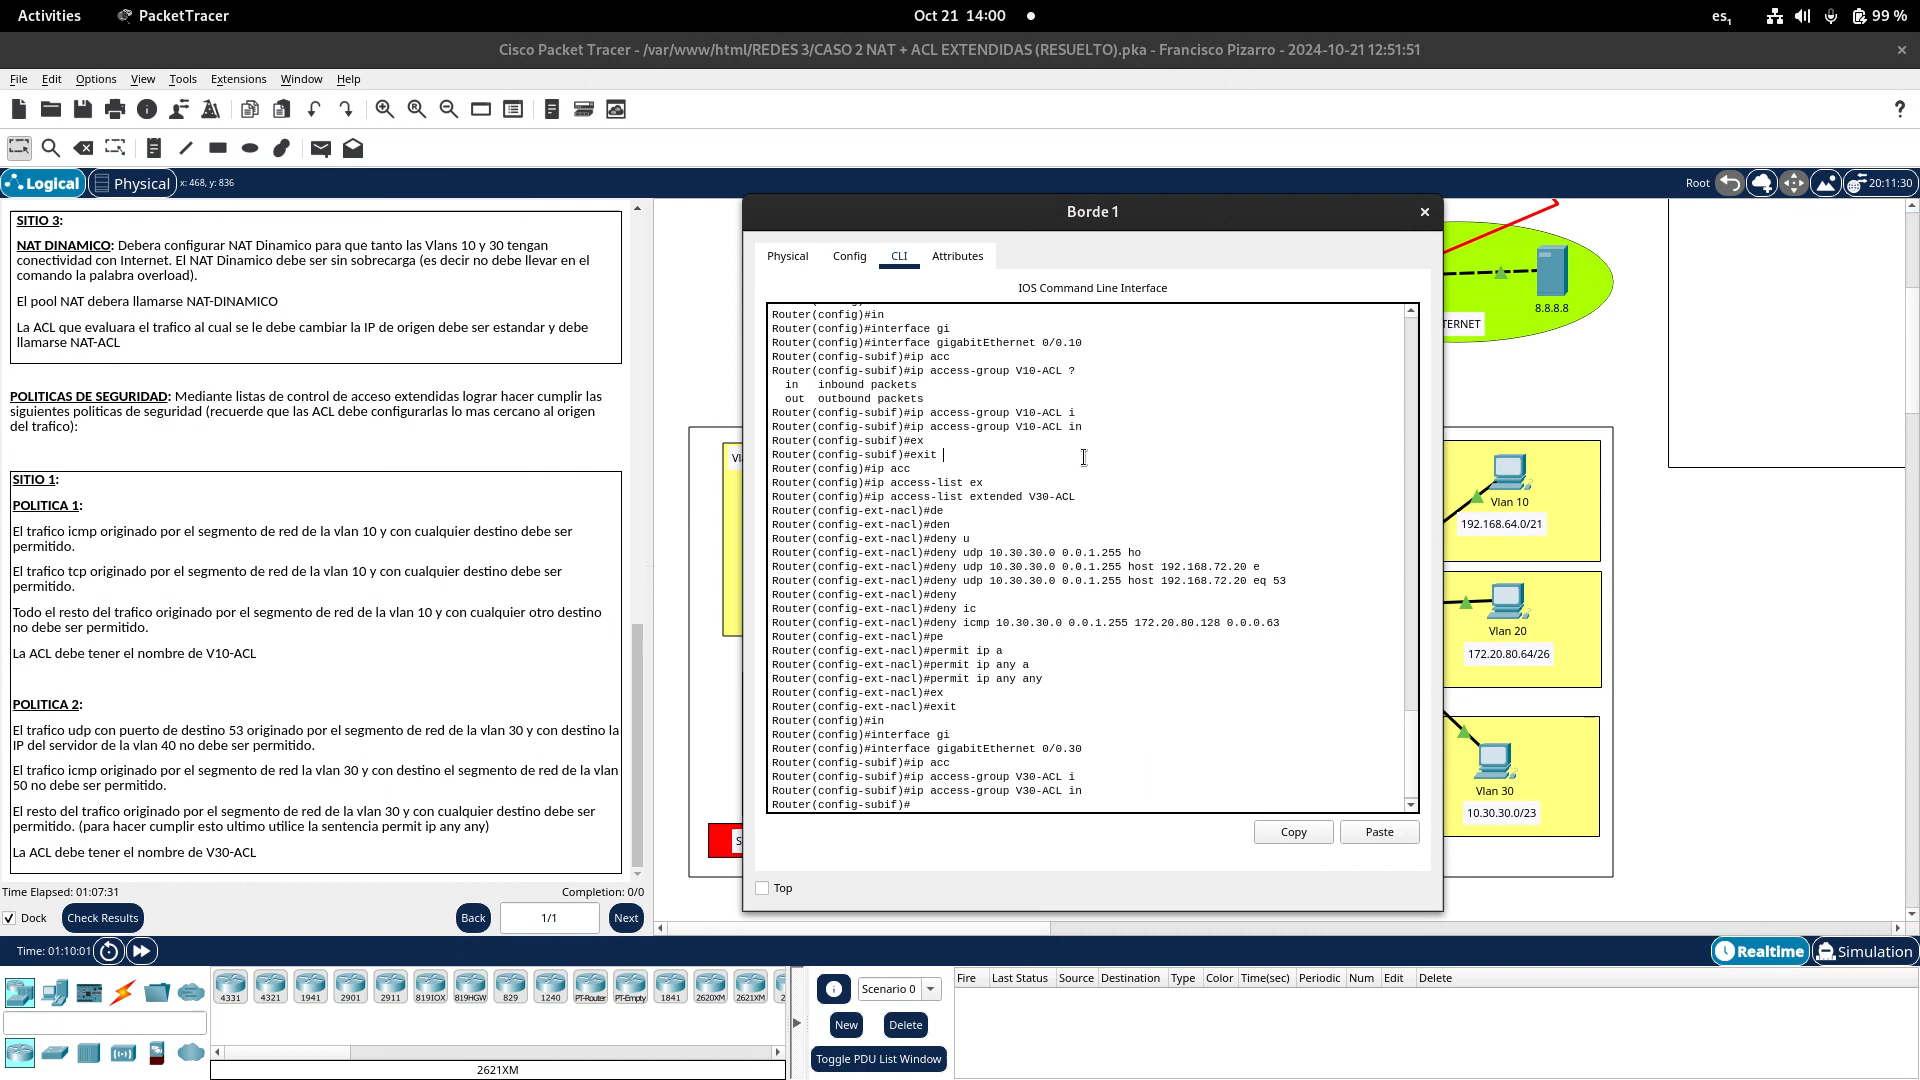 Activities
PacketTracer
Oct 21 14:00
es1
99 %
Cisco Packet Tracer - /var/www/html/REDES 3/CASO 2 NAT + ACL EXTENDIDAS (RESUELTO).pka - Francisco Pizarro - 2024-10-21 12:51:51
File Edit Options View Tools Extensions Window Help
Logical Physical x: 468, y: 836
Root 20:11:30
SITIO 3:
NAT DINAMICO: Debera configurar NAT Dinamico para que tanto las Vlans 10 y 30 tengan
conectividad con Internet. El NAT Dinamico debe ser sin sobrecarga (es decir no debe llevar en el
comando la palabra overload).
El pool NAT debera llamarse NAT-DINAMICO
La ACL que evaluara el trafico al cual se le debe cambiar la IP de origen debe ser estandar y debe
llamarse NAT-ACL
POLITICAS DE SEGURIDAD: Mediante listas de control de acceso extendidas lograr hacer cumplir las
siguientes politicas de seguridad (recuerde que las ACL debe configurarlas lo mas cercano al origen
del trafico):
SITIO 1:
POLITICA 1:
El trafico icmp originado por el segmento de red de la vlan 10 y con cualquier destino debe ser
permitido.
El trafico tcp originado por el segmento de red de la vlan 10 y con cualquier destino debe ser
permitido.
Todo el resto del trafico originado por el segmento de red de la vlan 10 y con cualquier otro destino
no debe ser permitido.
La ACL debe tener el nombre de V10-ACL
POLITICA 2:
El trafico udp con puerto de destino 53 originado por el segmento de red de la vlan 30 y con destino la
IP del servidor de la vlan 40 no debe ser permitido.
El trafico icmp originado por el segmento de red la vlan 30 y con destino el segmento de red de la vlan
50 no debe ser permitido.
El resto del trafico originado por el segmento de red de la vlan 30 y con cualquier destino debe ser
permitido. (para hacer cumplir esto ultimo utilice la sentencia permit ip any any)
La ACL debe tener el nombre de V30-ACL
Time Elapsed: 01:07:31
Completion: 0/0
Dock
Check Results
Back
1/1
Next
Borde 1
Physical Config CLI Attributes
IOS Command Line Interface
Router(config)#in
Router(config)#interface gi
Router(config)#interface gigabitEthernet 0/0.10
Router(config-subif)#ip acc
Router(config-subif)#ip access-group V10-ACL ?
in inbound packets
out outbound packets
Router(config-subif)#ip access-group V10-ACL i
Router(config-subif)#ip access-group V10-ACL in
Router(config-subif)#ex
Router(config-subif)#exit
Router(config)#ip acc
Router(config)#ip access-list ex
Router(config)#ip access-list extended V30-ACL
Router(config-ext-nacl)#de
Router(config-ext-nacl)#den
Router(config-ext-nacl)#deny u
Router(config-ext-nacl)#deny udp 10.30.30.0 0.0.1.255 ho
Router(config-ext-nacl)#deny udp 10.30.30.0 0.0.1.255 host 192.168.72.20 e
Router(config-ext-nacl)#deny udp 10.30.30.0 0.0.1.255 host 192.168.72.20 eq 53
Router(config-ext-nacl)#deny
Router(config-ext-nacl)#deny ic
Router(config-ext-nacl)#deny icmp 10.30.30.0 0.0.1.255 172.20.80.128 0.0.0.63
Router(config-ext-nacl)#pe
Router(config-ext-nacl)#permit ip a
Router(config-ext-nacl)#permit ip any a
Router(config-ext-nacl)#permit ip any any
Router(config-ext-nacl)#ex
Router(config-ext-nacl)#exit
Router(config)#in
Router(config)#interface gi
Router(config)#interface gigabitEthernet 0/0.30
Router(config-subif)#ip acc
Router(config-subif)#ip access-group V30-ACL i
Router(config-subif)#ip access-group V30-ACL in
Router(config-subif)#
Copy
Paste
Top
8.8.8.8
TERNET
Vl
S
Vlan 10
192.168.64.0/21
Vlan 20
172.20.80.64/26
Vlan 30
10.30.30.0/23
Time: 01:10:01
Realtime
Simulation
4331 4321 1941 2901 2911 819IOX 819HGW 829 1240 PT-Router PT-Empty 1841 2620XM 2621XM 2
2621XM
Scenario 0
New
Delete
Toggle PDU List Window
Fire Last Status Source Destination Type Color Time(sec) Periodic Num Edit Delete